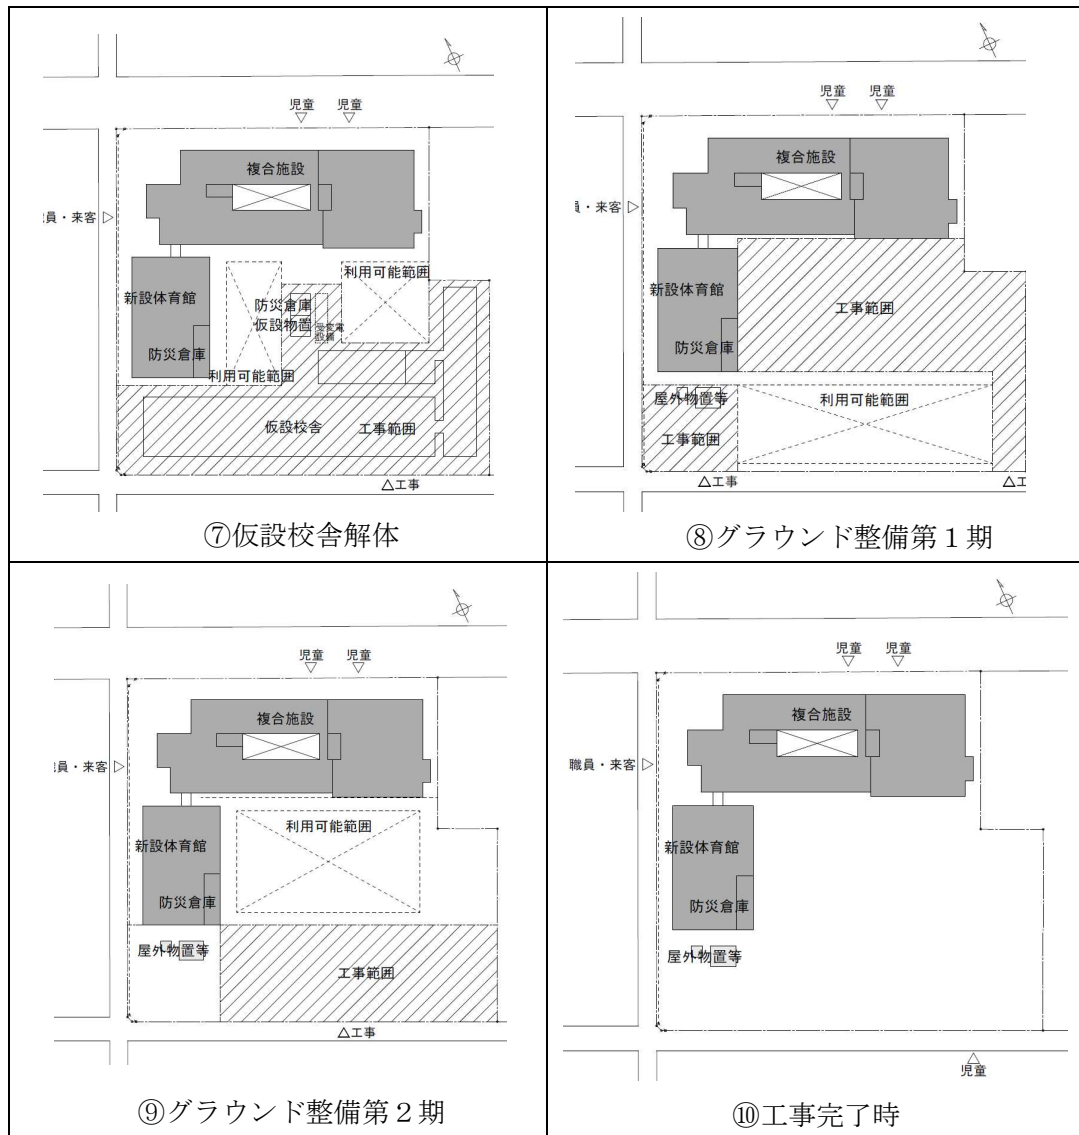 児童 児童
複合施設
員・来客
新設体育館
利用可能範囲
防災倉庫
仮設物置
受変電
設備
防災倉庫
利用可能範囲
仮設校舎 工事範囲
工事
⑦仮設校舎解体
児童 児童
複合施設
員・来客
新設体育館
工事範囲
防災倉庫
屋外物置等
利用可能範囲
工事範囲
工事
工
⑧グラウンド整備第1期
児童 児童
複合施設
員・来客
利用可能範囲
新設体育館
防災倉庫
屋外物置等
工事範囲
工事
⑨グラウンド整備第2期
児童 児童
複合施設
職員・来客
新設体育館
防災倉庫
屋外物置等
児童
⑩工事完了時